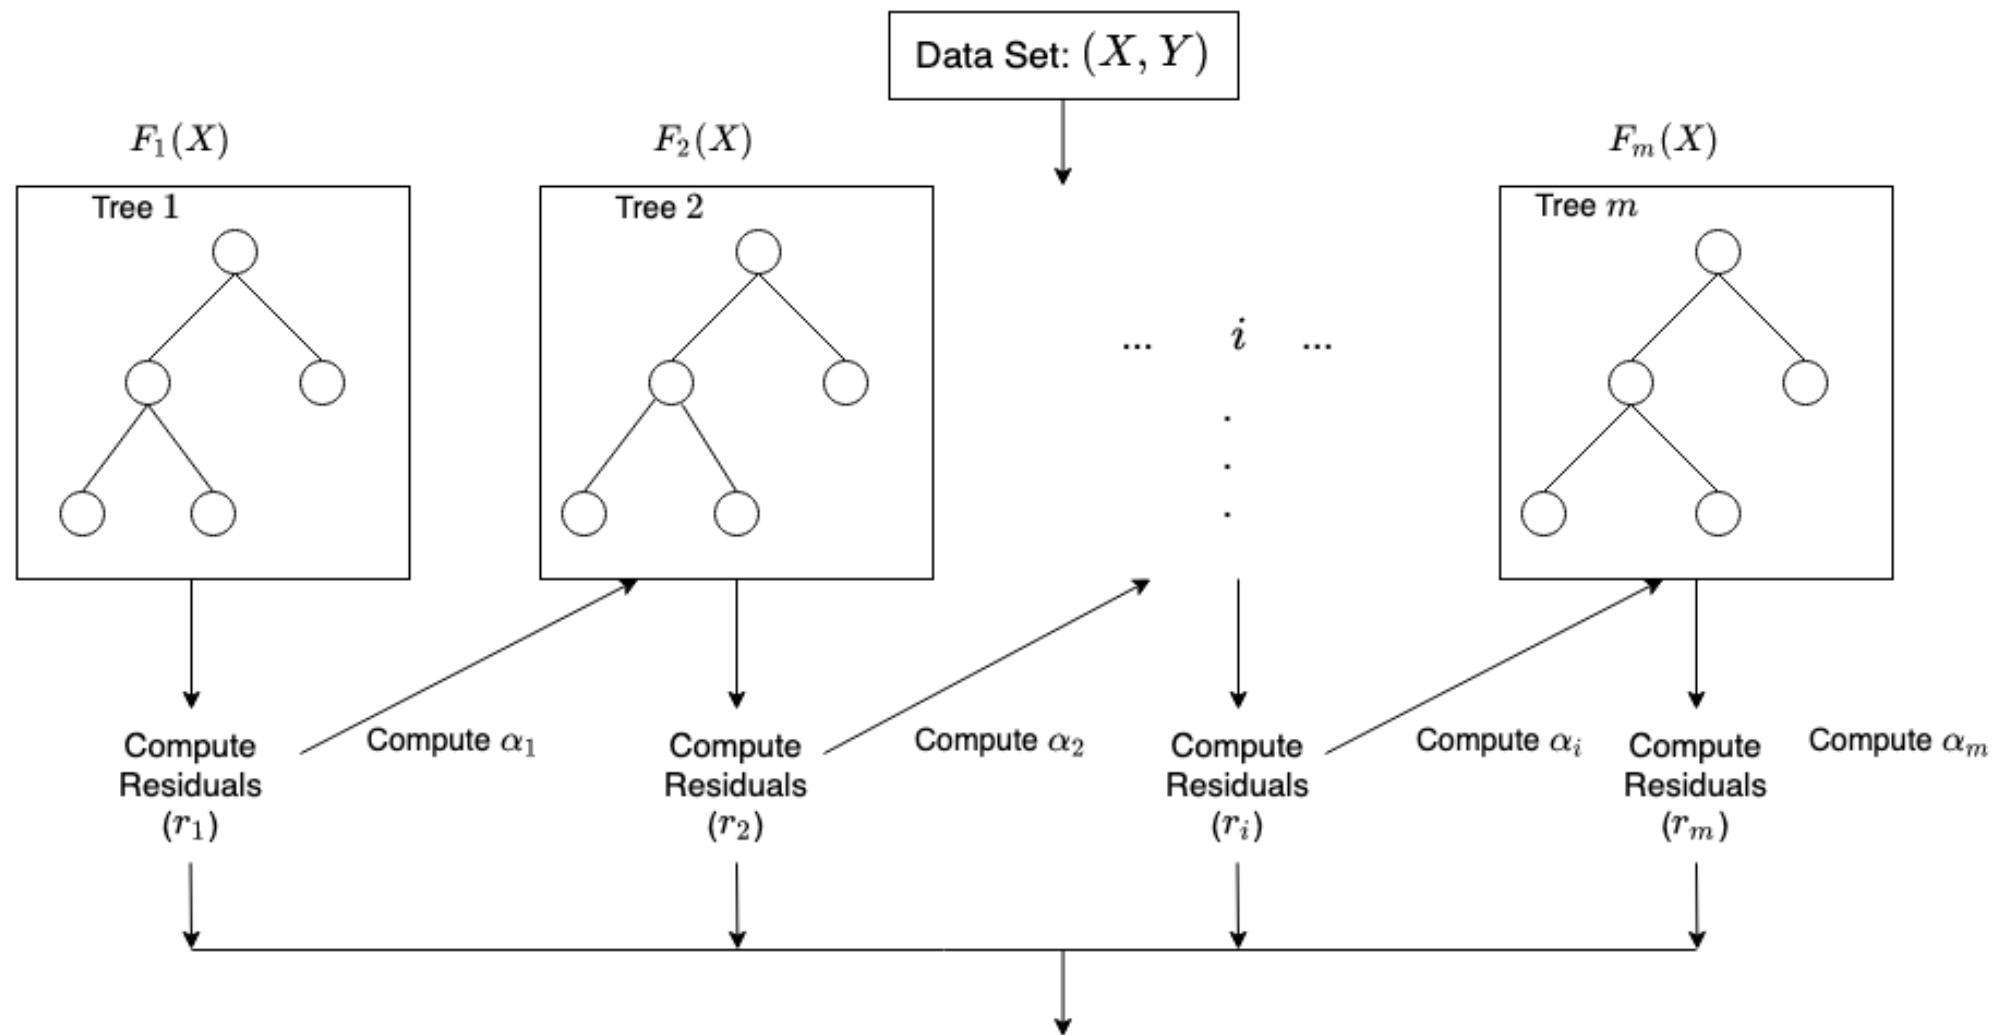 Data Set: (X, Y)
F₁(X)
F₂(X)
Fₘ(X)
Tree 1
Tree 2
Tree m
... i ...
.
.
.
Compute
Residuals
(r₁)
Compute α₁
Compute
Residuals
(r₂)
Compute α₂
Compute
Residuals
(rᵢ)
Compute αᵢ
Compute
Residuals
(rₘ)
Compute αₘ